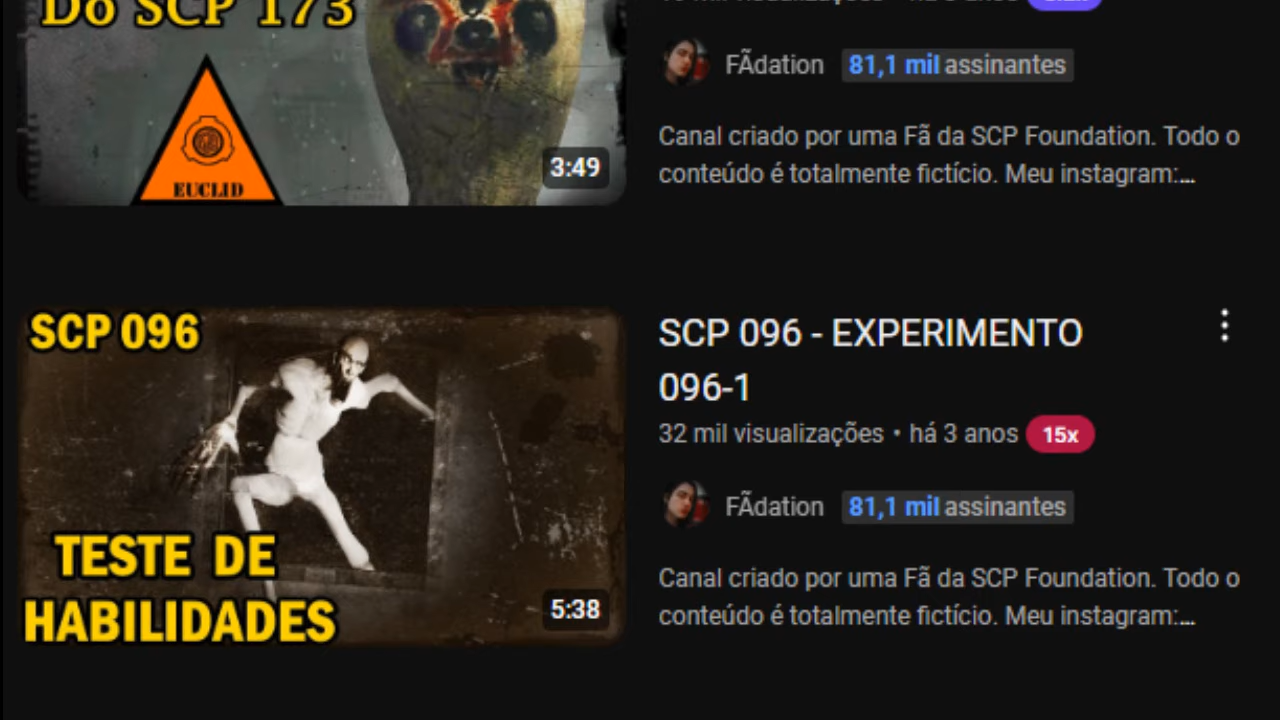 Do SCP 173
EUCLID
3:49
FÃdation 81,1 mil assinantes
Canal criado por uma Fã da SCP Foundation. Todo o
conteúdo é totalmente fictício. Meu instagram:...
SCP 096
TESTE DE
HABILIDADES
5:38
SCP 096 - EXPERIMENTO
096-1
32 mil visualizações • há 3 anos 15x
FÃdation 81,1 mil assinantes
Canal criado por uma Fã da SCP Foundation. Todo o
conteúdo é totalmente fictício. Meu instagram:...